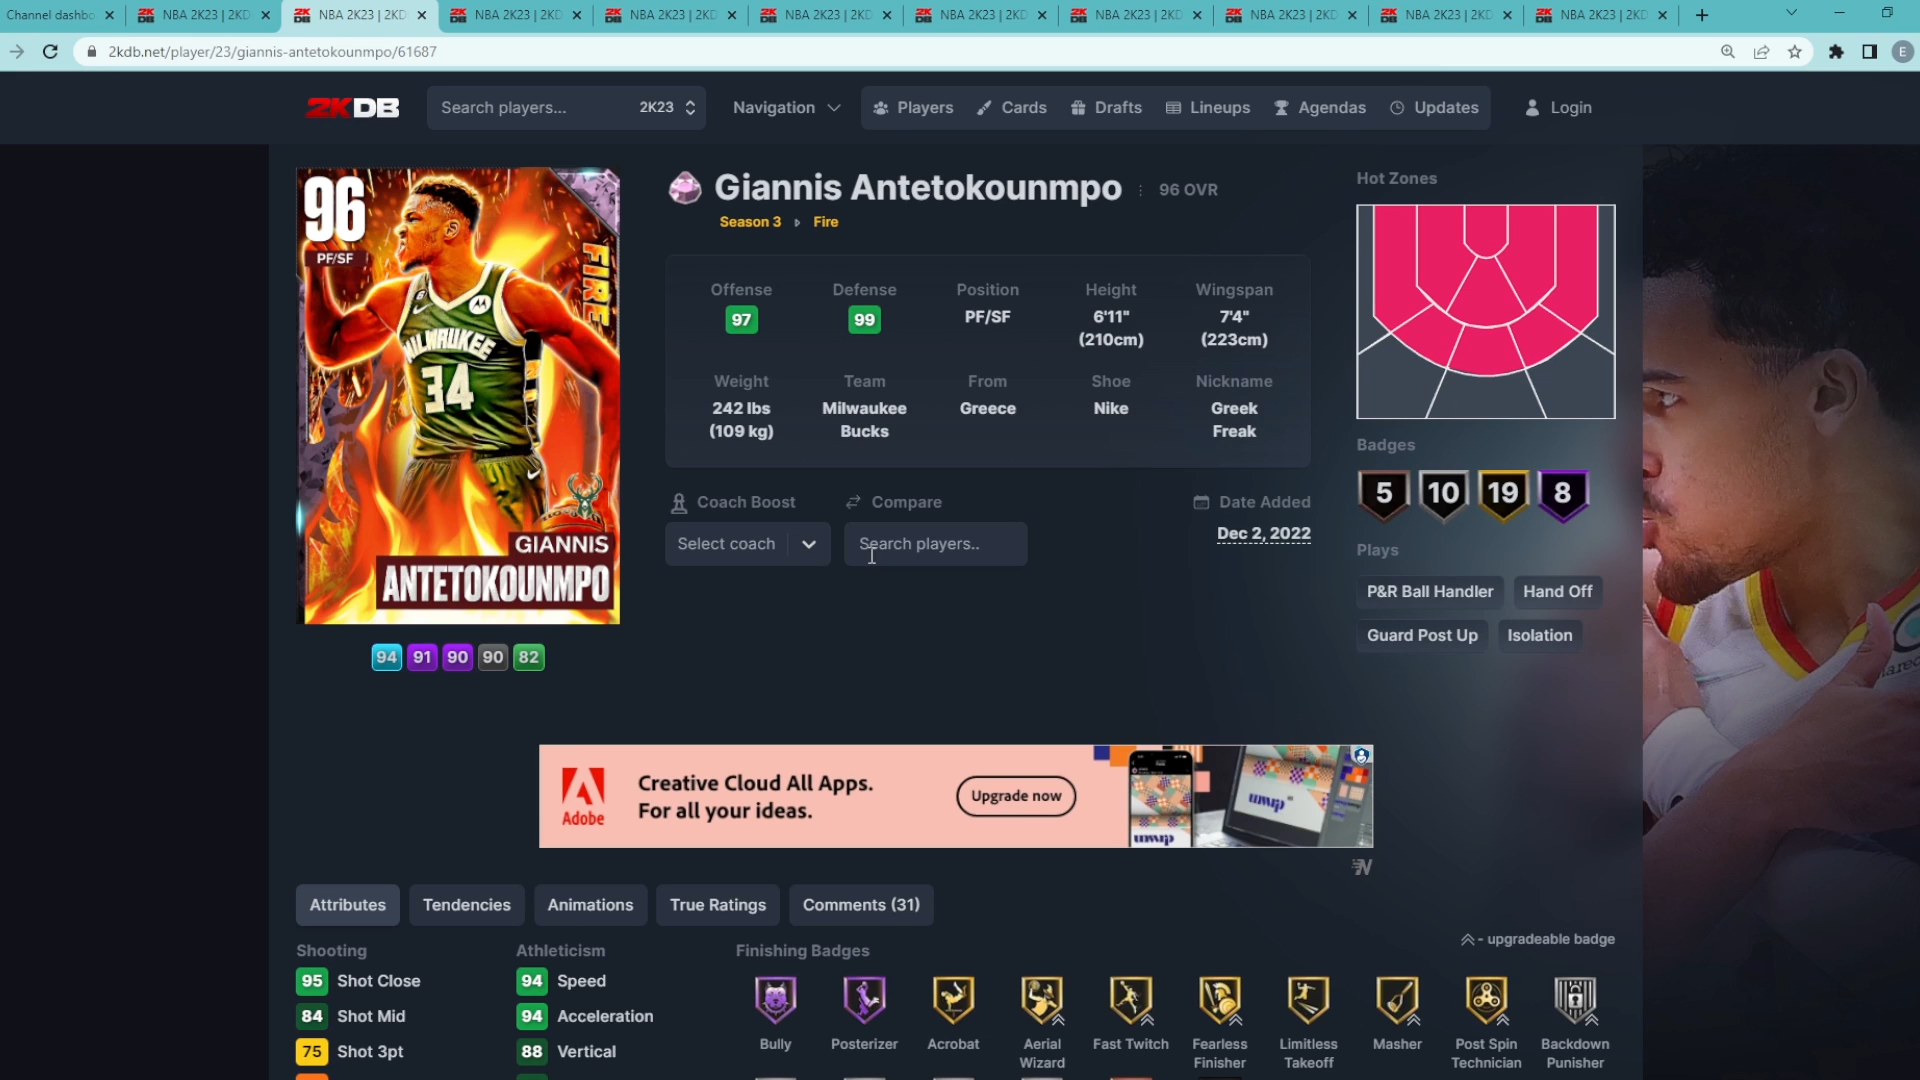 Channel dashbo
NBA 2K23 | 2KD
NBA 2K23 | 2KD
NBA 2K23 | 2KD
NBA 2K23 | 2KD
NBA 2K23 | 2KD
NBA 2K23 | 2KD
NBA 2K23 | 2KD
NBA 2K23 | 2KD
NBA 2K23 | 2KD
NBA 2K23 | 2KD
2kdb.net/player/23/giannis-antetokounmpo/61687
E
2KDB
Search players...
2K23
Navigation
Players
Cards
Drafts
Lineups
Agendas
Updates
Login
96
PF/SF
FIRE
MILWAUKEE
34
GIANNIS
ANTETOKOUNMPO
94 91 90 90 82
Giannis Antetokounmpo
96 OVR
Season 3
Fire
Offense
97
Defense
99
Position
PF/SF
Height
6'11"
(210cm)
Wingspan
7'4"
(223cm)
Weight
242 lbs
(109 kg)
Team
Milwaukee
Bucks
From
Greece
Shoe
Nike
Nickname
Greek
Freak
Coach Boost
Select coach
Compare
Search players..
Date Added
Dec 2, 2022
Hot Zones
Badges
5 10 19 8
Plays
P&R Ball Handler
Hand Off
Guard Post Up
Isolation
Adobe
Creative Cloud All Apps.
For all your ideas.
Upgrade now
Attributes
Tendencies
Animations
True Ratings
Comments (31)
- upgradeable badge
Shooting
95 Shot Close
84 Shot Mid
75 Shot 3pt
Athleticism
94 Speed
94 Acceleration
88 Vertical
Finishing Badges
Bully
Posterizer
Acrobat
Aerial
Wizard
Fast Twitch
Fearless
Finisher
Limitless
Takeoff
Masher
Post Spin
Technician
Backdown
Punisher